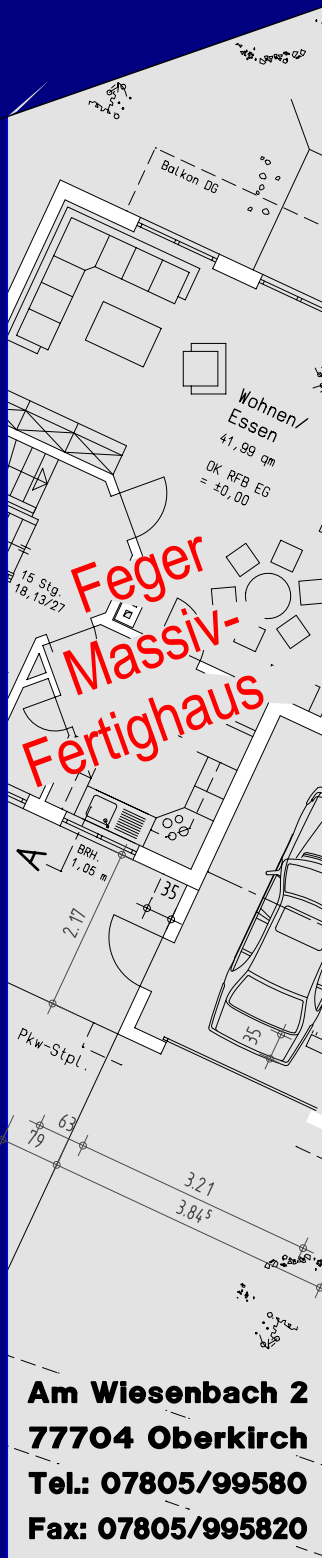 Balkon DG
Wohnen/
Essen
41,99 qm
OK RFB EG
= ±0,00
15 Stg.
18,13/27
Feger
Massiv-
Fertighaus
A
BRH.
1,05 m
35
2.17
35
Pkw-Stpl.
63
79
3.21
3.84⁵
Am Wiesenbach 2
77704 Oberkirch
Tel.: 07805/99580
Fax: 07805/995820